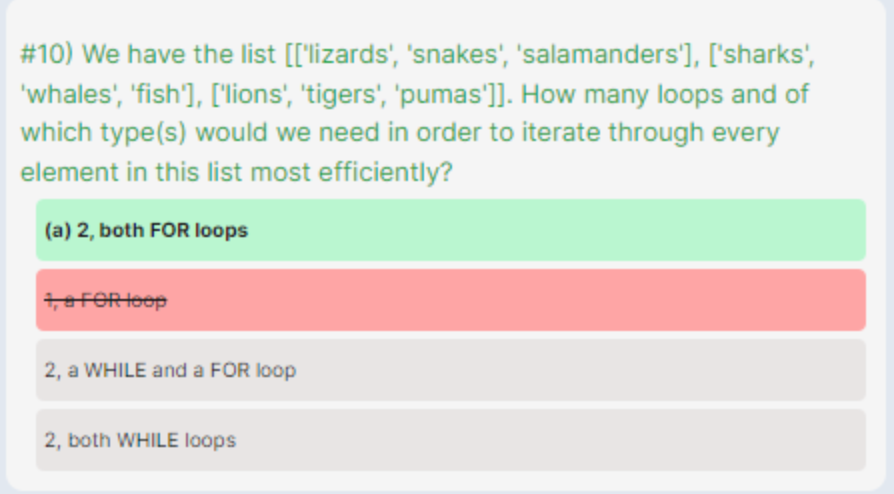 #10) We have the list [['lizards', 'snakes', 'salamanders'], ['sharks',
'whales', 'fish'], ['lions', 'tigers', 'pumas']]. How many loops and of
which type(s) would we need in order to iterate through every
element in this list most efficiently?
(a) 2, both FOR loops
1, a FOR loop
2, a WHILE and a FOR loop
2, both WHILE loops